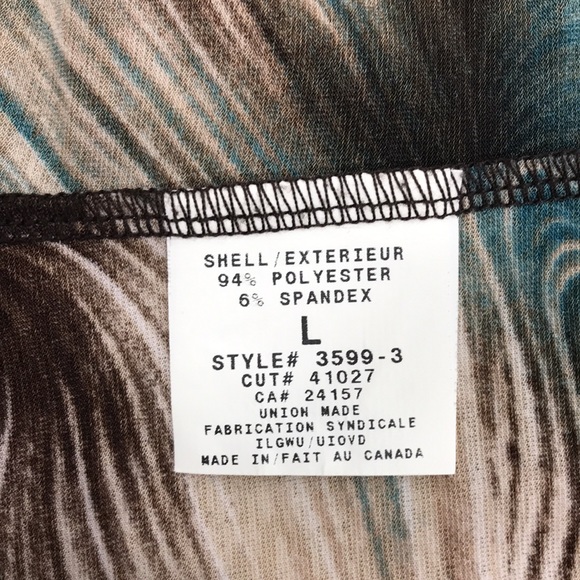 SHELL/EXTERIEUR
94% POLYESTER
6% SPANDEX
L
STYLE# 3599-3
CUT# 41027
CA# 24157
UNION MADE
FABRICATION SYNDICALE
ILGWU/UIOVD
MADE IN/FAIT AU CANADA